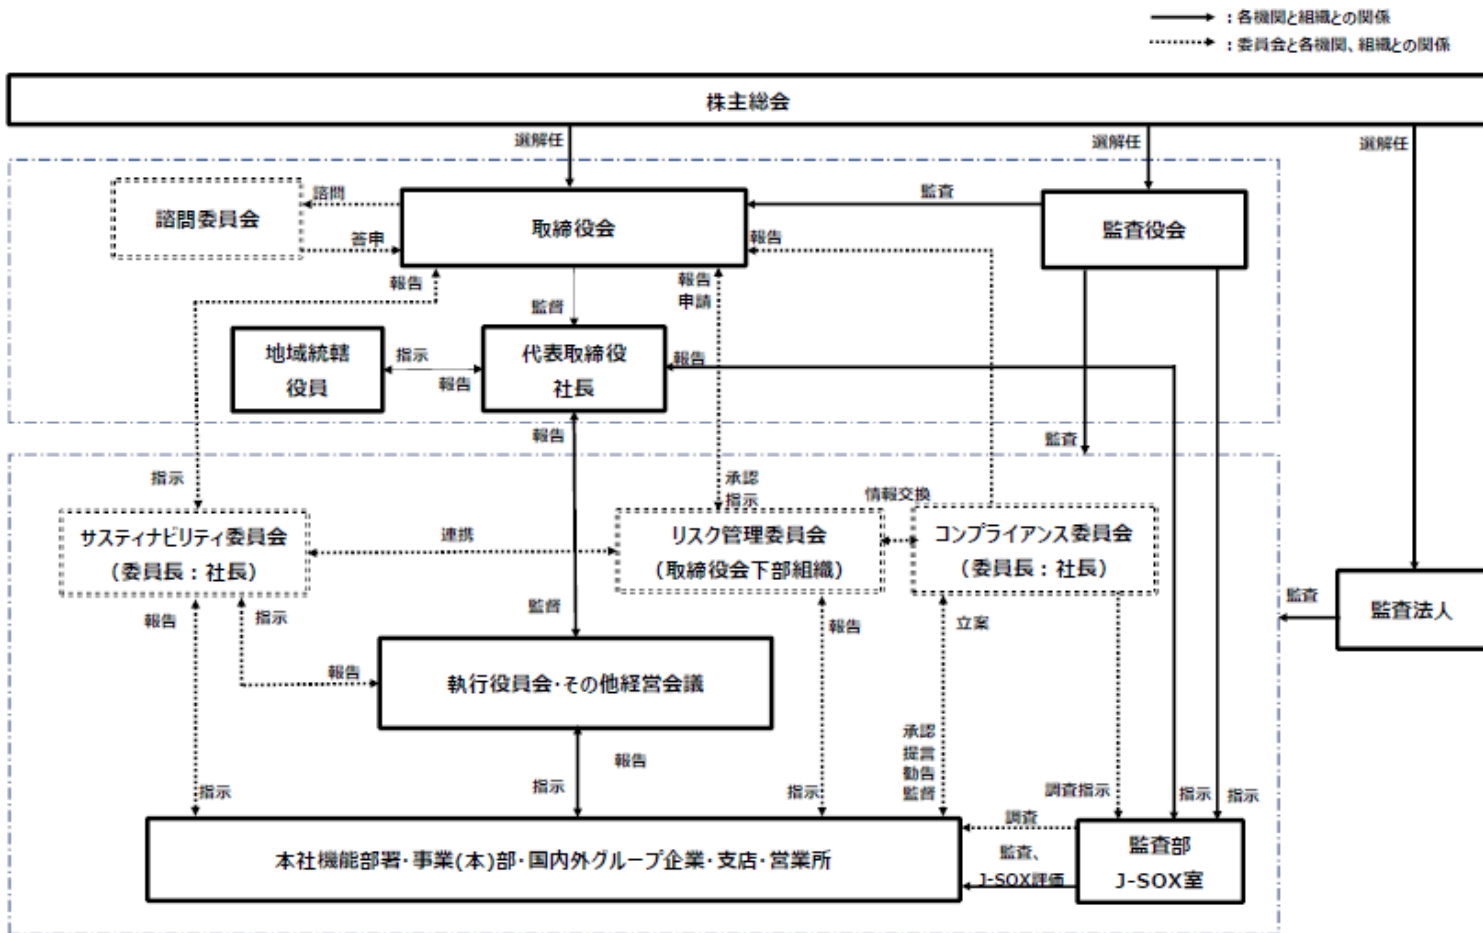 ：各機関と組織との関係
：委員会と各機関、組織との関係
株主総会
選解任
選解任
選解任
諮問委員会
諮問
答申
取締役会
監査
監査役会
報告
報告
報告
申請
監督
地域統轄
役員
指示
報告
代表取締役
社長
報告
報告
監査
指示
承認
指示
情報交換
サスティナビリティ委員会
（委員長：社長）
連携
リスク管理委員会
（取締役会下部組織）
コンプライアンス委員会
（委員長：社長）
監査
監査法人
報告
指示
監督
報告
立案
報告
執行役員会・その他経営会議
承認
提言
勧告
監督
報告
指示
指示
指示
調査指示
指示
指示
本社機能部署・事業(本)部・国内外グループ企業・支店・営業所
調査
監査、
J-SOX評価
監査部
J-SOX室